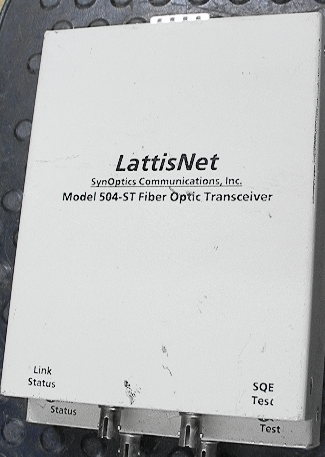 LattisNet
SynOptics Communications, Inc.
Model 504-ST Fiber Optic Transceiver
Link
Status
SQE
Test
Status
Test